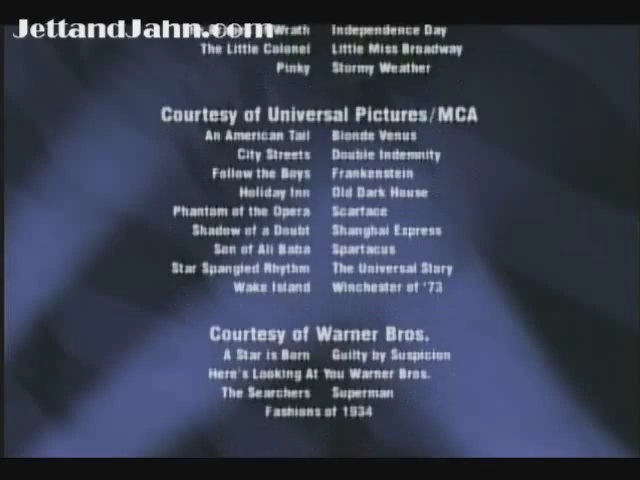 JettandJahn.com
Wrath Independence Day
The Little Colonel Little Miss Broadway
Pinky Stormy Weather
Courtesy of Universal Pictures/MCA
An American Tail Blonde Venus
City Streets Double Indemnity
Follow the Boys Frankenstein
Holiday Inn Old Dark House
Phantom of the Opera Scarface
Shadow of a Doubt Shanghai Express
Son of Ali Baba Spartacus
Star Spangled Rhythm The Universal Story
Wake Island Winchester of '73
Courtesy of Warner Bros.
A Star is Born Guilty by Suspicion
Here's Looking At You Warner Bros.
The Searchers Superman
Fashions of 1934